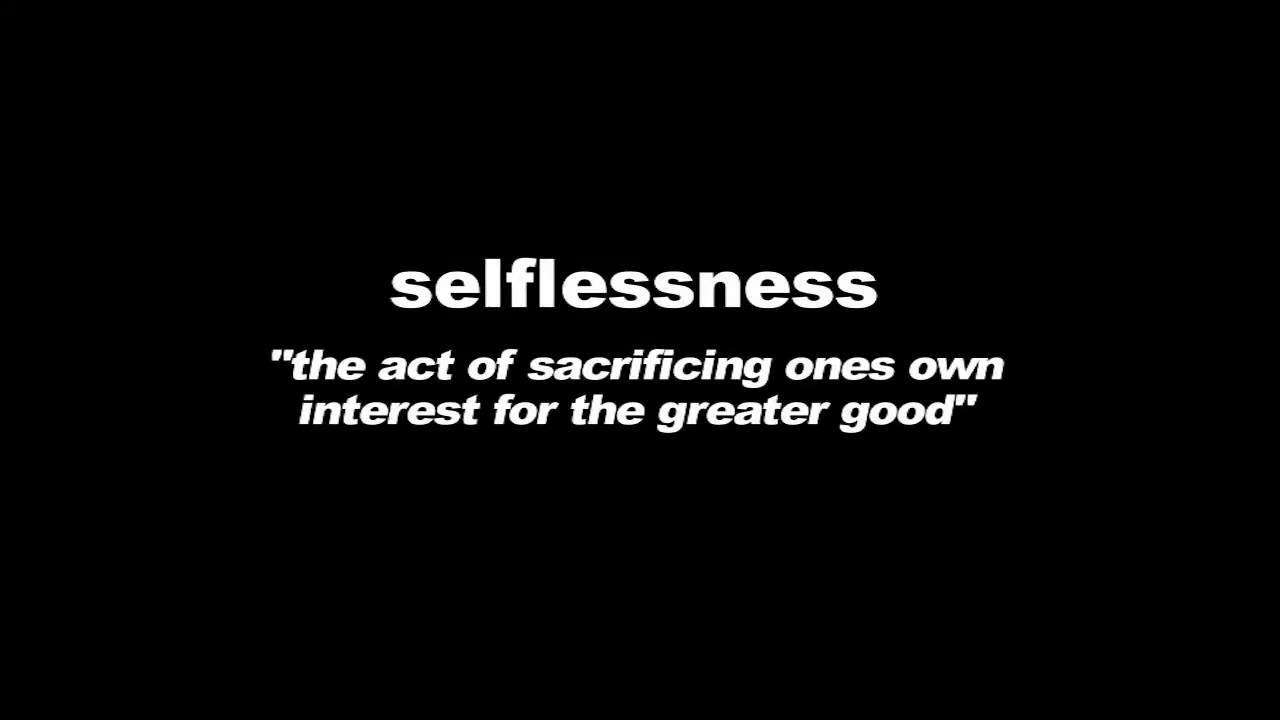 selflessness
"the act of sacrificing ones own
interest for the greater good"